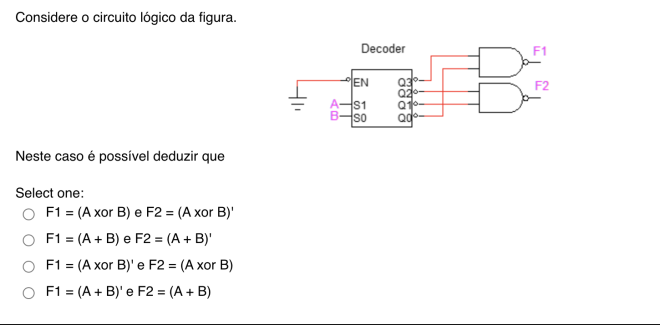 Considere o circuito lógico da figura.
Decoder
F1
EN Q3
Q2
F2
A S1 Q1
B S0 Q0
Neste caso é possível deduzir que
Select one:
F1 = (A xor B) e F2 = (A xor B)'
F1 = (A + B) e F2 = (A + B)'
F1 = (A xor B)' e F2 = (A xor B)
F1 = (A + B)' e F2 = (A + B)